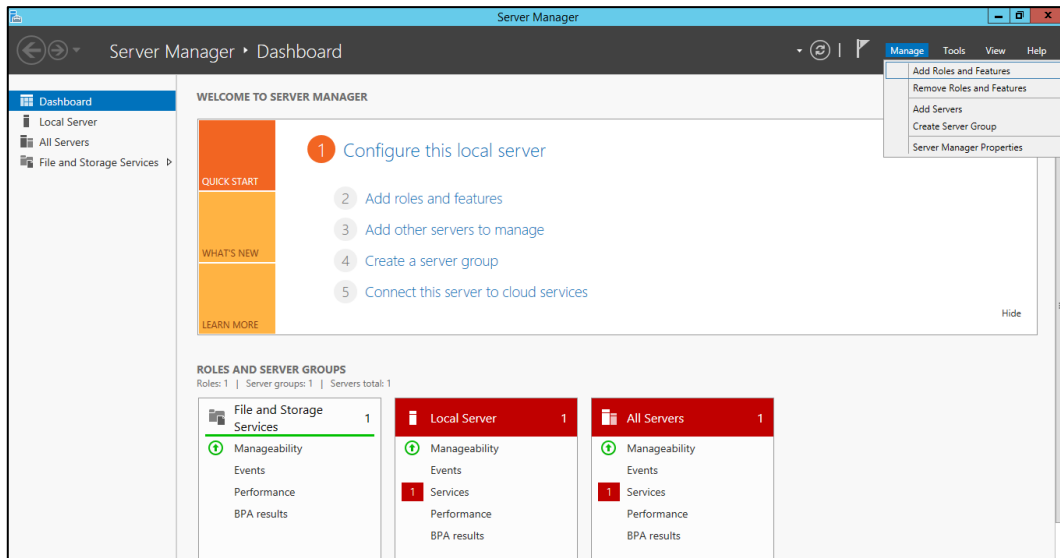 Server Manager
Server Manager • Dashboard
Manage Tools View Help
Add Roles and Features
Remove Roles and Features
Add Servers
Create Server Group
Server Manager Properties
Dashboard
Local Server
All Servers
File and Storage Services
WELCOME TO SERVER MANAGER
QUICK START
WHAT'S NEW
LEARN MORE
1 Configure this local server
2 Add roles and features
3 Add other servers to manage
4 Create a server group
5 Connect this server to cloud services
Hide
ROLES AND SERVER GROUPS
Roles: 1 | Server groups: 1 | Servers total: 1
File and Storage
Services
1
Manageability
Events
Performance
BPA results
Local Server 1
Manageability
Events
1 Services
Performance
BPA results
All Servers 1
Manageability
Events
1 Services
Performance
BPA results